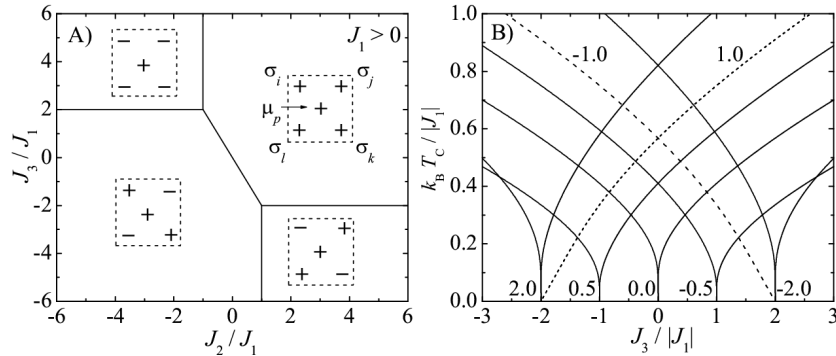 A)
J₁ > 0
− −
+
− −
σᵢ σⱼ
+ +
μₚ +
+ +
σₗ σₖ
+ −
−
− +
− +
+
+ −
6
4
2
0
-2
-4
-6
J₃ / J₁
-6 -4 -2 0 2 4 6
J₂ / J₁
B)
-1.0 1.0
2.0 0.5 0.0 -0.5 -2.0
1.0
0.8
0.6
0.4
0.2
0.0
k_B T_C / |J₁|
-3 -2 -1 0 1 2 3
J₃ / |J₁|